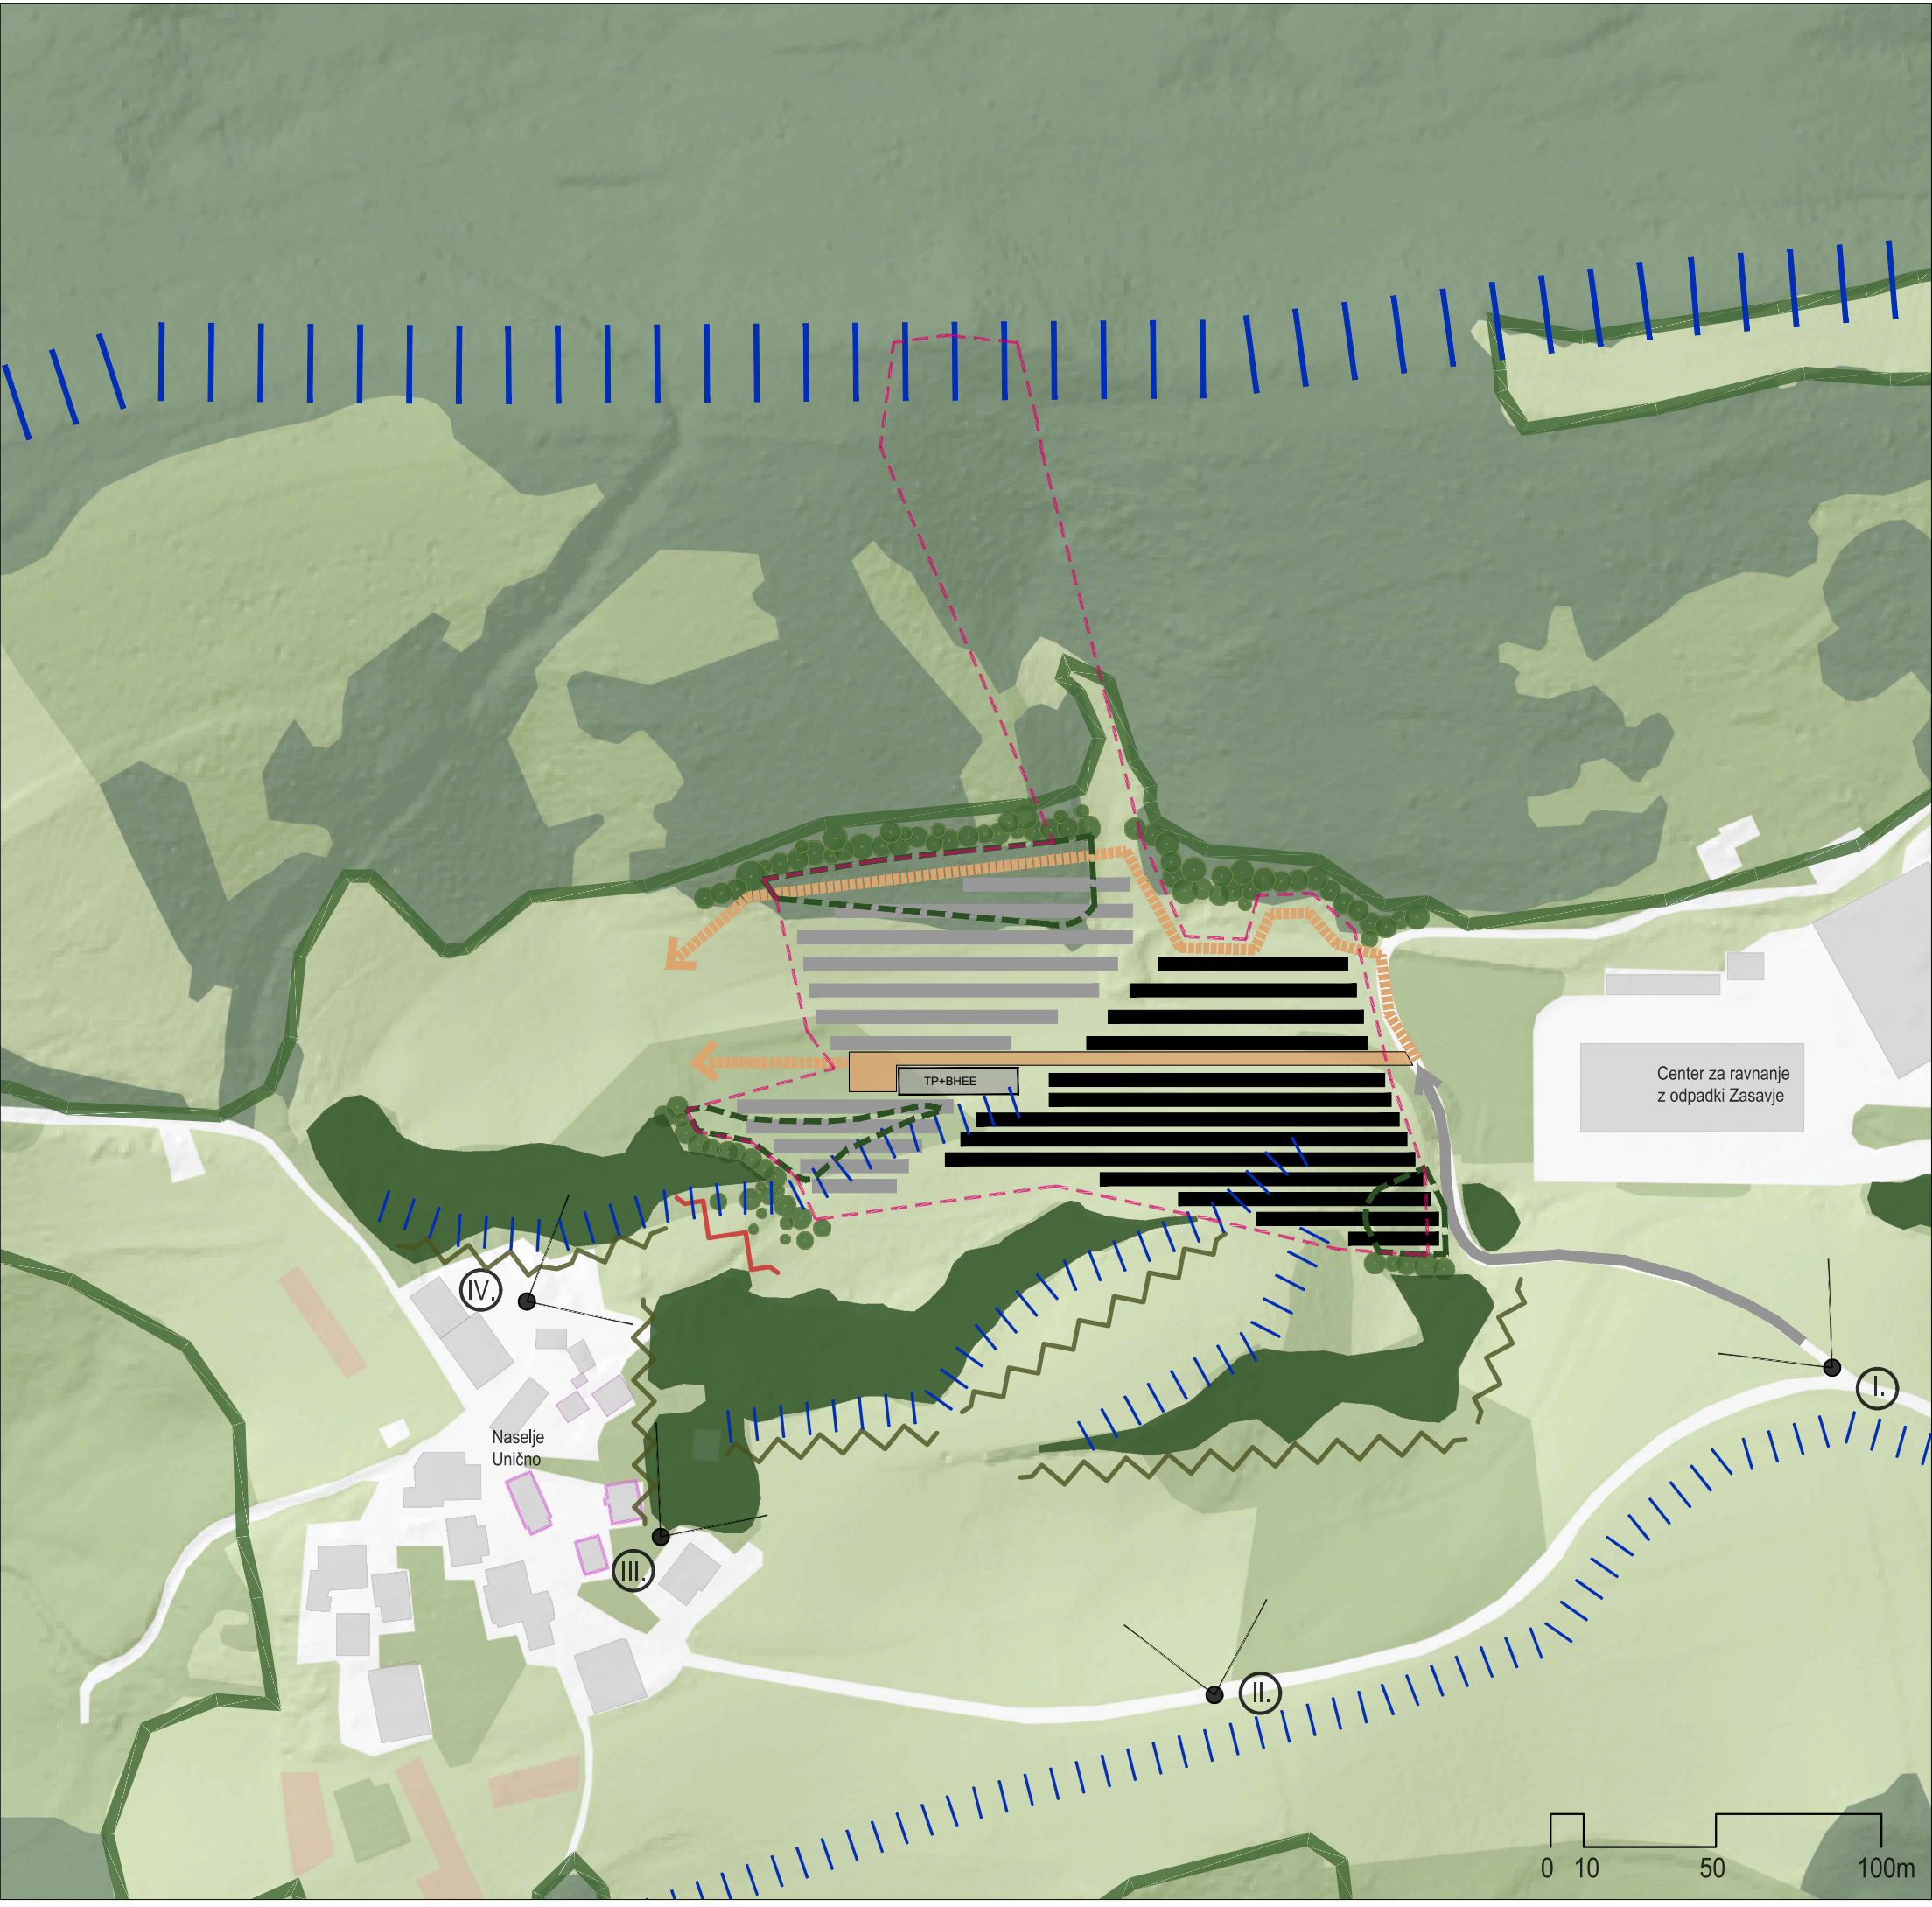 TP+BHEE
Center za ravnanje
z odpadki Zasavje
IV.
I.
Naselje
Unično
III.
II.
0 10 50 100m